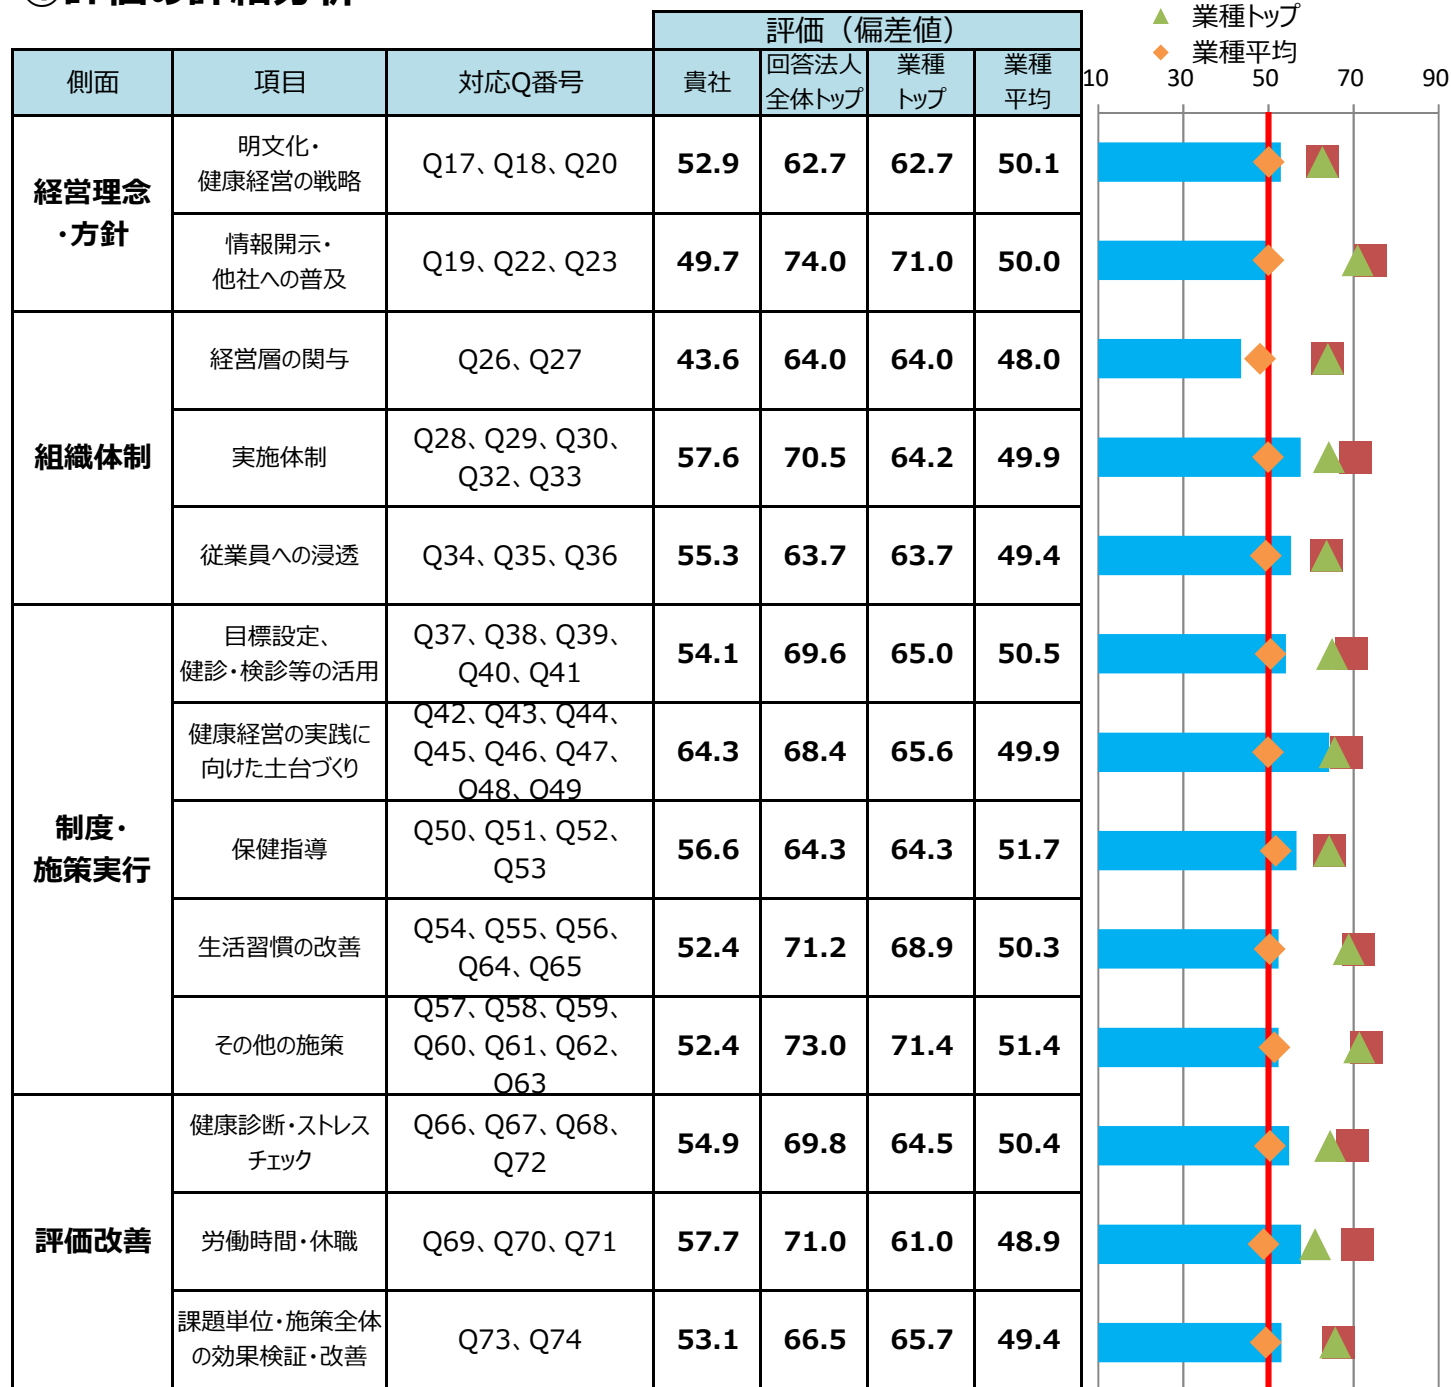 ①評価の詳細分析
▲ 業種トップ
◆ 業種平均
評価（偏差値）
側面 項目 対応Q番号 貴社 回答法人 業種 業種
全体トップ トップ 平均
10 30 50 70 90
経営理念
・方針
明文化・
健康経営の戦略
Q17、Q18、Q20 52.9 62.7 62.7 50.1
情報開示・
他社への普及
Q19、Q22、Q23 49.7 74.0 71.0 50.0
組織体制
経営層の関与 Q26、Q27 43.6 64.0 64.0 48.0
実施体制
Q28、Q29、Q30、
Q32、Q33
57.6 70.5 64.2 49.9
従業員への浸透 Q34、Q35、Q36 55.3 63.7 63.7 49.4
制度・
施策実行
目標設定、
健診・検診等の活用
Q37、Q38、Q39、
Q40、Q41
54.1 69.6 65.0 50.5
健康経営の実践に
向けた土台づくり
Q42、Q43、Q44、
Q45、Q46、Q47、
Q48、Q49
64.3 68.4 65.6 49.9
保健指導
Q50、Q51、Q52、
Q53
56.6 64.3 64.3 51.7
生活習慣の改善
Q54、Q55、Q56、
Q64、Q65
52.4 71.2 68.9 50.3
その他の施策
Q57、Q58、Q59、
Q60、Q61、Q62、
Q63
52.4 73.0 71.4 51.4
評価改善
健康診断・ストレス
チェック
Q66、Q67、Q68、
Q72
54.9 69.8 64.5 50.4
労働時間・休職 Q69、Q70、Q71 57.7 71.0 61.0 48.9
課題単位・施策全体
の効果検証・改善
Q73、Q74 53.1 66.5 65.7 49.4